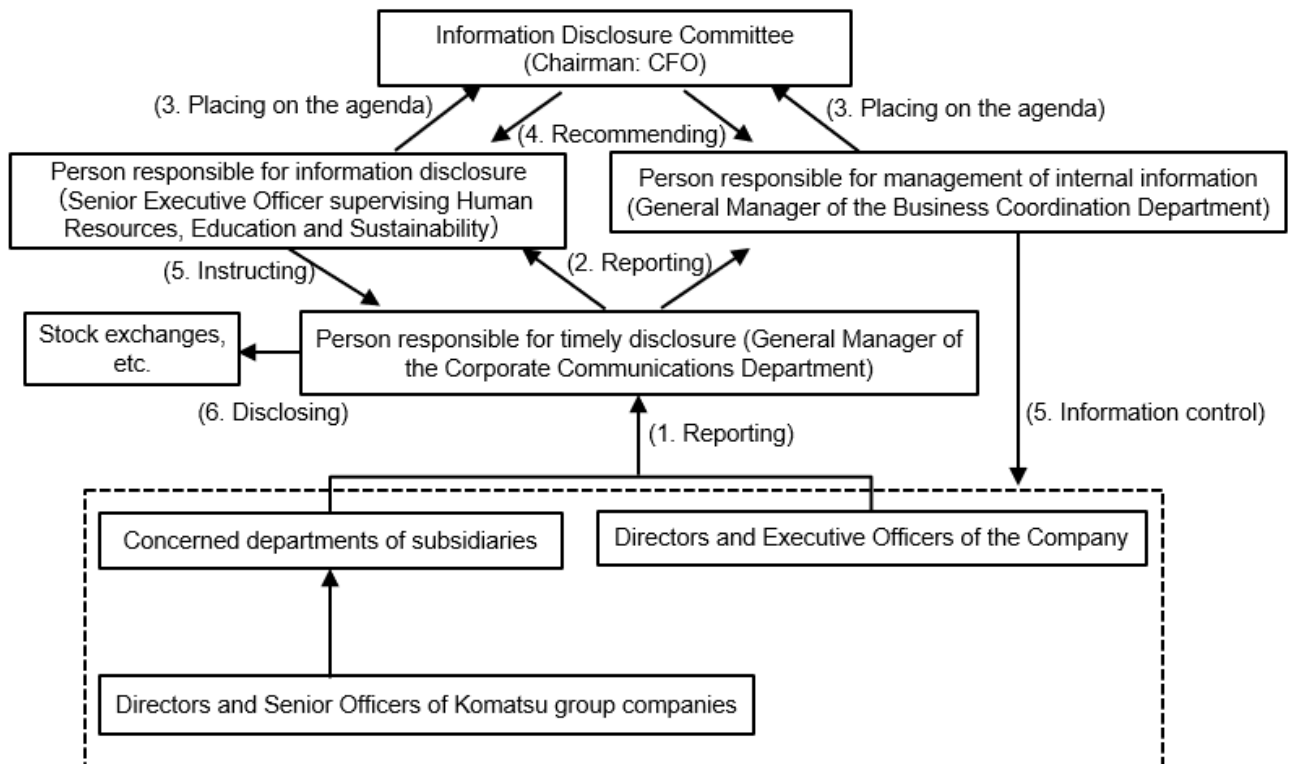 Information Disclosure Committee
(Chairman: CFO)
(3. Placing on the agenda)
(3. Placing on the agenda)
(4. Recommending)
Person responsible for information disclosure
（Senior Executive Officer supervising Human
Resources, Education and Sustainability）
Person responsible for management of internal information
(General Manager of the Business Coordination Department)
(5. Instructing)
(2. Reporting)
Stock exchanges,
etc.
Person responsible for timely disclosure (General Manager of
the Corporate Communications Department)
(6. Disclosing)
(1. Reporting)
(5. Information control)
Concerned departments of subsidiaries
Directors and Executive Officers of the Company
Directors and Senior Officers of Komatsu group companies